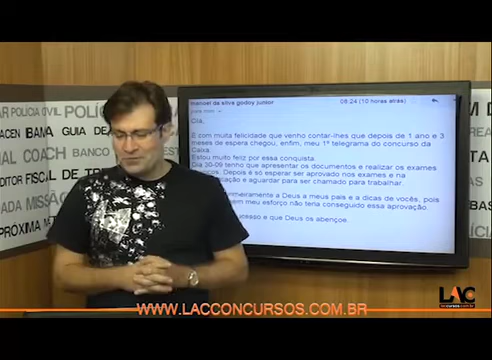 manoel da silva godoy junior
08:24 (10 horas atrás)
para mim
Olá,
É com muita felicidade que venho contar-lhes que depois de 1 ano e 3
meses de espera chegou, enfim, meu 1º telegrama do concurso da
Caixa.
Estou muito feliz por essa conquista.
Dia 30-09 tenho que apresentar os documentos e realizar os exames
Depois é só esperar ser aprovado nos exames e na
e aguardar para ser chamado para trabalhar.
a Deus a meus pais e a dicas de vocês, pois
sem meu esforço não teria conseguido essa aprovação.
sucesso e que Deus os abençoe.
POLÍCIA CIVIL
BACEN BAMA GUIA
COACH BANCO
DITOR FISCAL DE
MISSÃO
PRÓXIMA
LAC
WWW.LACCONCURSOS.COM.BR